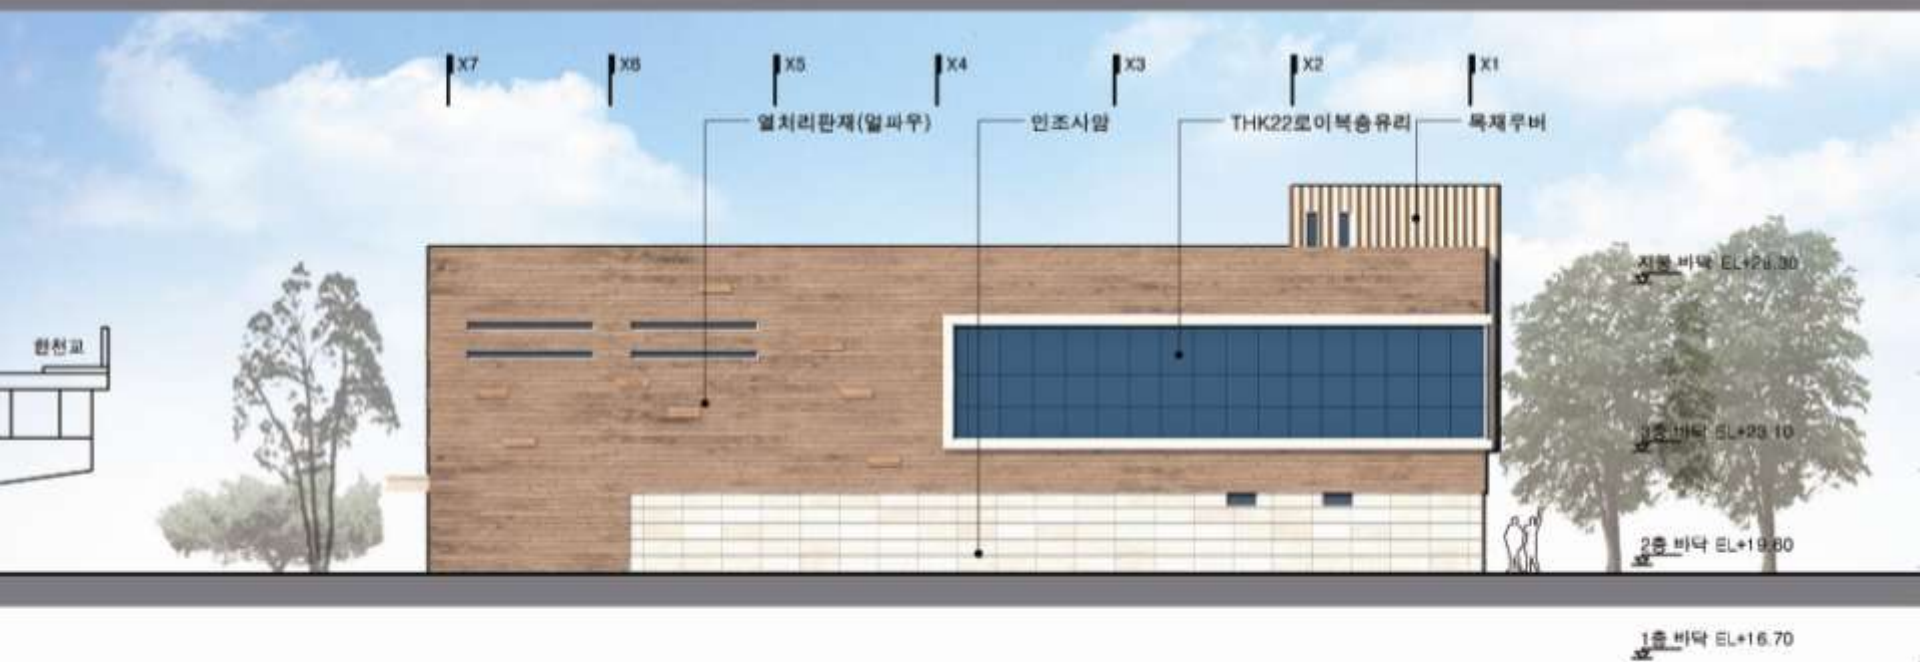 X7
X6
X5
X4
X3
X2
X1
열처리판재(얼파우)
인조사암
THK22로이복층유리
목재루버
지붕 바닥 EL+28.30
한천교
3층 바닥 EL+23.10
2층 바닥 EL+19.60
1층 바닥 EL+16.70